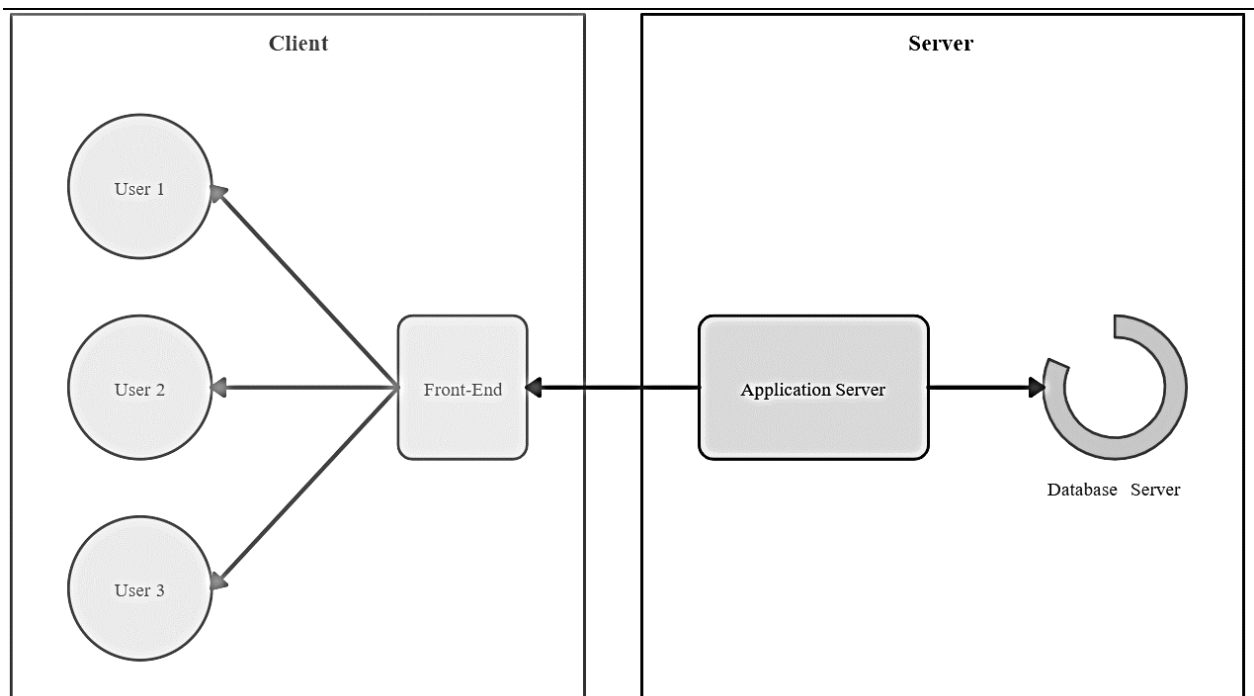 Client
Server
User 1
User 2
Front-End
Application Server
Database Server
User 3